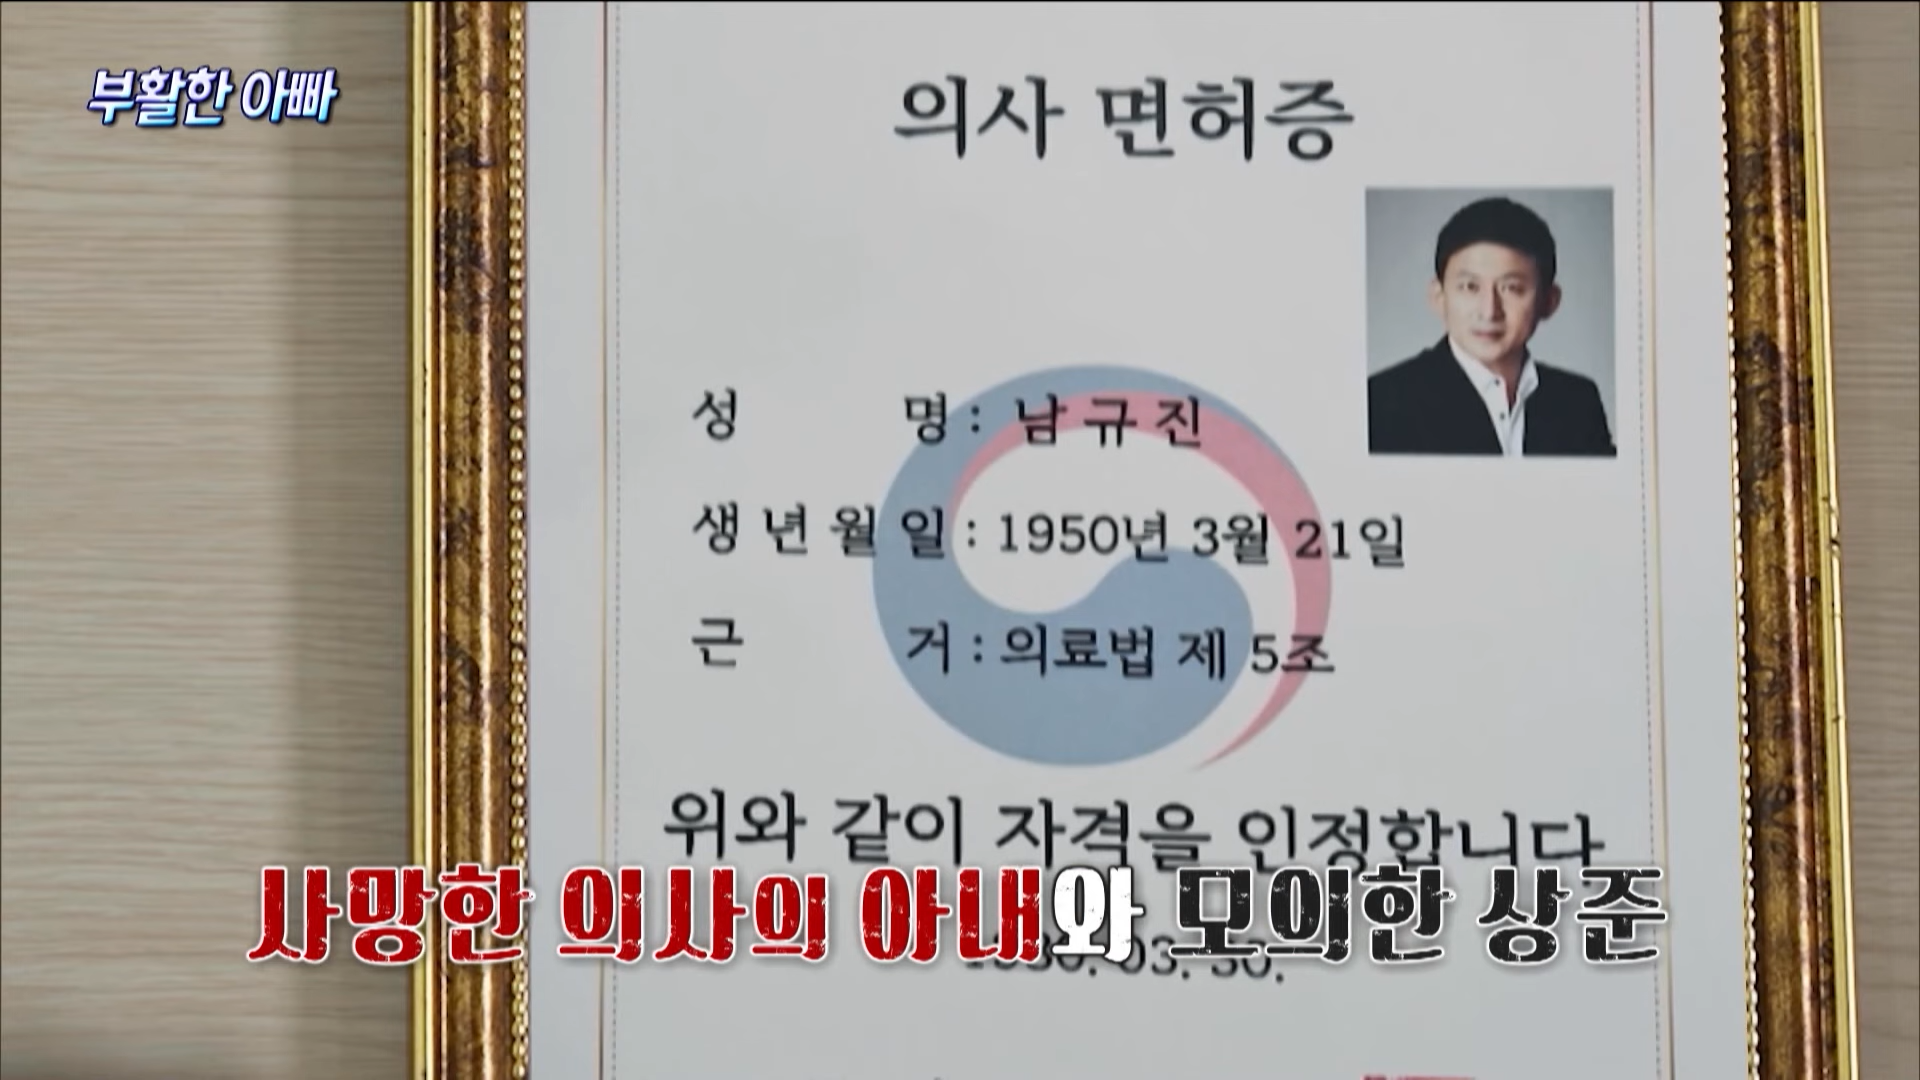 부활한 아빠
의사 면허증
성 명 : 남 규 진
생 년 월 일 : 1950년 3월 21일
근 거 : 의료법 제 5조
위와 같이 자격을 인정합니다
사망한 의사의 아내와 모의한 상준
03. 30.